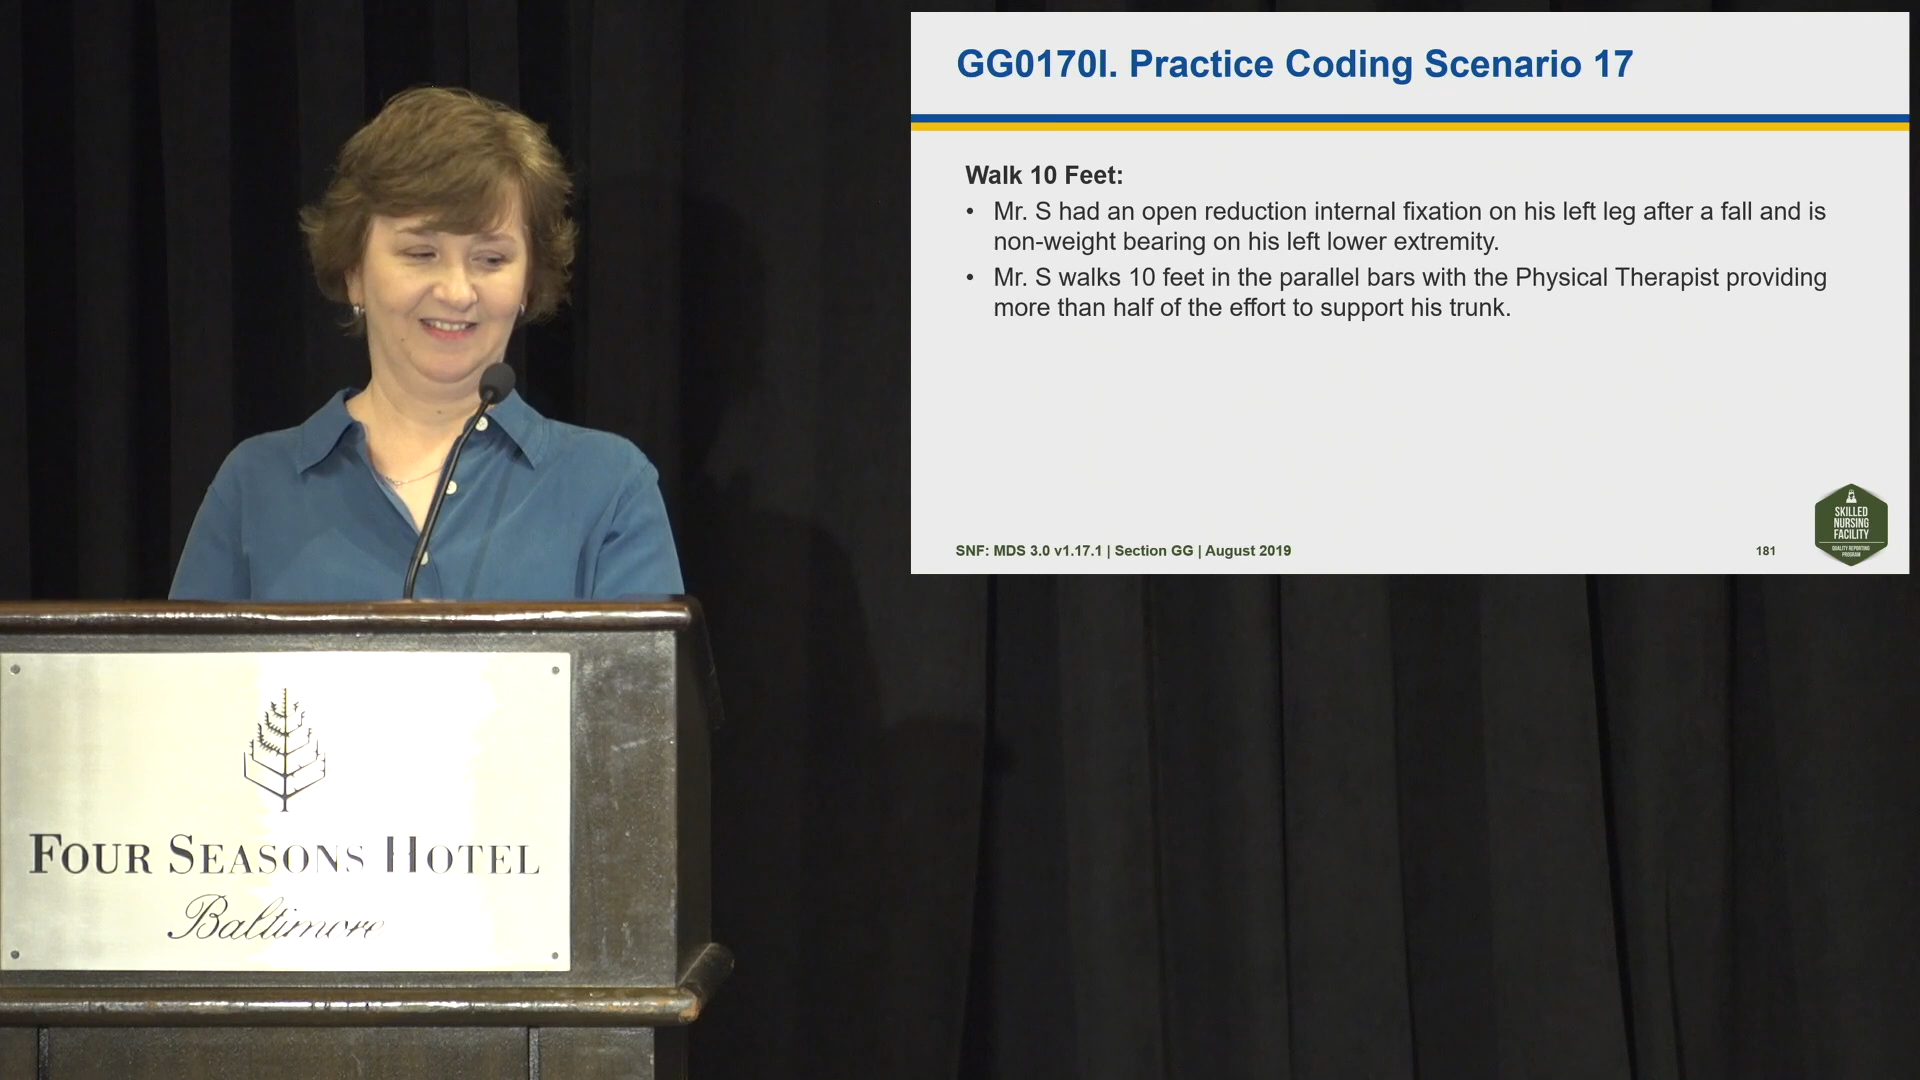 GG0170I. Practice Coding Scenario 17
Walk 10 Feet:
• Mr. S had an open reduction internal fixation on his left leg after a fall and is
non-weight bearing on his left lower extremity.
• Mr. S walks 10 feet in the parallel bars with the Physical Therapist providing
more than half of the effort to support his trunk.
SNF: MDS 3.0 v1.17.1 | Section GG | August 2019
181
SKILLED
NURSING
FACILITY
QUALITY REPORTING
PROGRAM
FOUR SEASONS HOTEL
Baltimore